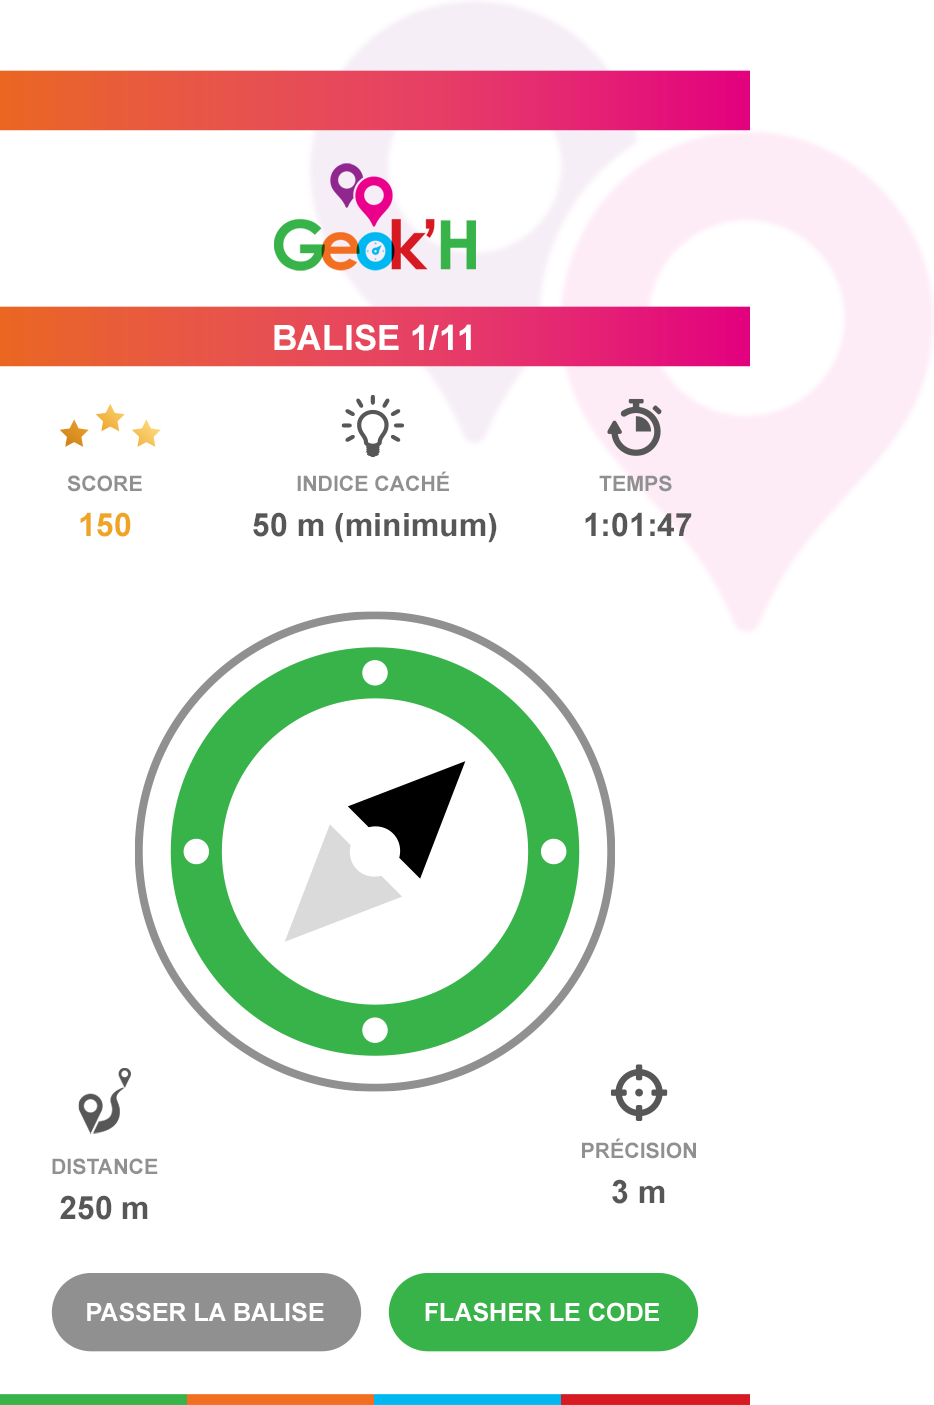 Geok'H
BALISE 1/11
SCORE
150
INDICE CACHÉ
50 m (minimum)
TEMPS
1:01:47
DISTANCE
250 m
PRÉCISION
3 m
PASSER LA BALISE
FLASHER LE CODE